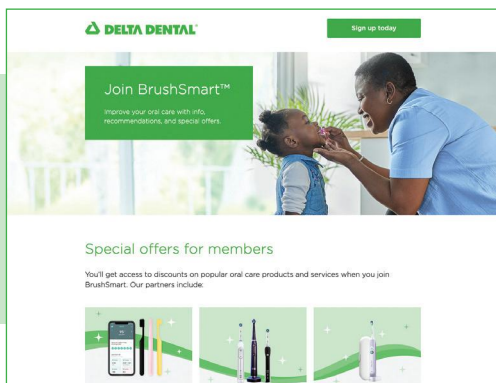 DELTA DENTAL®
Sign up today
Join BrushSmart™
Improve your oral care with info,
recommendations, and special offers.
Special offers for members
You'll get access to discounts on popular oral care products and services when you join
BrushSmart. Our partners include: